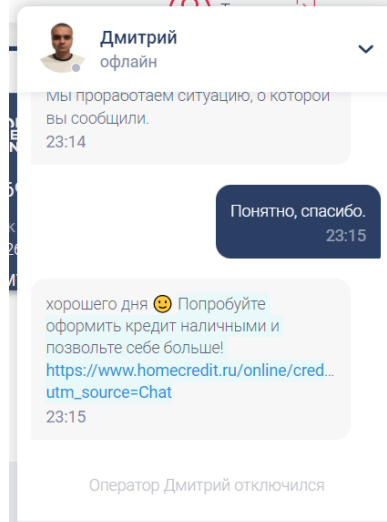 Дмитрий
офлайн
Мы проработаем ситуацию, о которой
вы сообщили.
23:14
Понятно, спасибо.
23:15
хорошего дня 🙂 Попробуйте
оформить кредит наличными и
позвольте себе больше!
https://www.homecredit.ru/online/cred...
utm_source=Chat
23:15
Оператор Дмитрий отключился